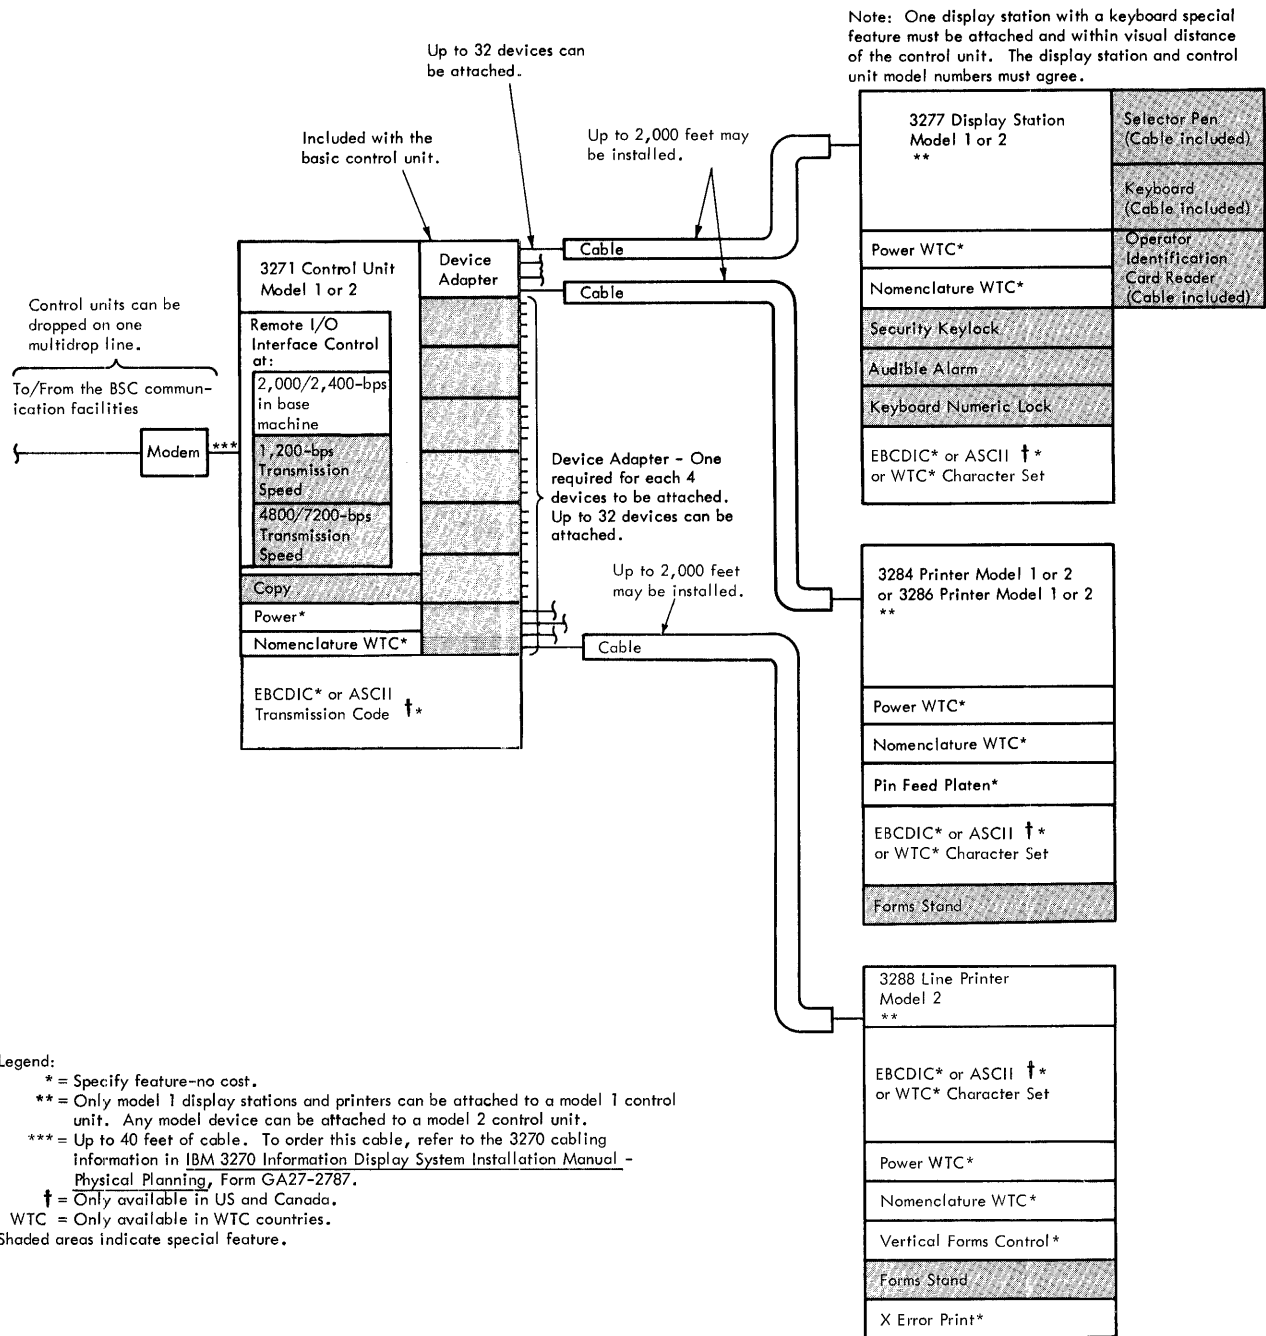 Note: One display station with a keyboard special
feature must be attached and within visual distance
of the control unit. The display station and control
unit model numbers must agree.
Up to 32 devices can
be attached.
Included with the
basic control unit.
Up to 2,000 feet may
be installed.
3277 Display Station
Model 1 or 2
**
Selector Pen
(Cable included)
Keyboard
(Cable included)
Operator
Identification
Card Reader
(Cable included)
Power WTC*
Nomenclature WTC*
Security Keylock
Audible Alarm
Keyboard Numeric Lock
EBCDIC* or ASCII †*
or WTC* Character Set
Cable
Cable
Control units can be
dropped on one
multidrop line.
To/From the BSC commun-
ication facilities
Modem
***
3271 Control Unit
Model 1 or 2
Device
Adapter
Remote I/O
Interface Control
at:
2,000/2,400-bps
in base
machine
1,200-bps
Transmission
Speed
4800/7200-bps
Transmission
Speed
Copy
Power*
Nomenclature WTC*
EBCDIC* or ASCII
Transmission Code †*
Device Adapter - One
required for each 4
devices to be attached.
Up to 32 devices can be
attached.
Up to 2,000 feet
may be installed.
Cable
3284 Printer Model 1 or 2
or 3286 Printer Model 1 or 2
**
Power WTC*
Nomenclature WTC*
Pin Feed Platen*
EBCDIC* or ASCII †*
or WTC* Character Set
Forms Stand
3288 Line Printer
Model 2
**
EBCDIC* or ASCII †*
or WTC* Character Set
Power WTC*
Nomenclature WTC*
Vertical Forms Control*
Forms Stand
X Error Print*
Legend:
* = Specify feature-no cost.
** = Only model 1 display stations and printers can be attached to a model 1 control
unit. Any model device can be attached to a model 2 control unit.
*** = Up to 40 feet of cable. To order this cable, refer to the 3270 cabling
information in IBM 3270 Information Display System Installation Manual -
Physical Planning, Form GA27-2787.
† = Only available in US and Canada.
WTC = Only available in WTC countries.
Shaded areas indicate special feature.